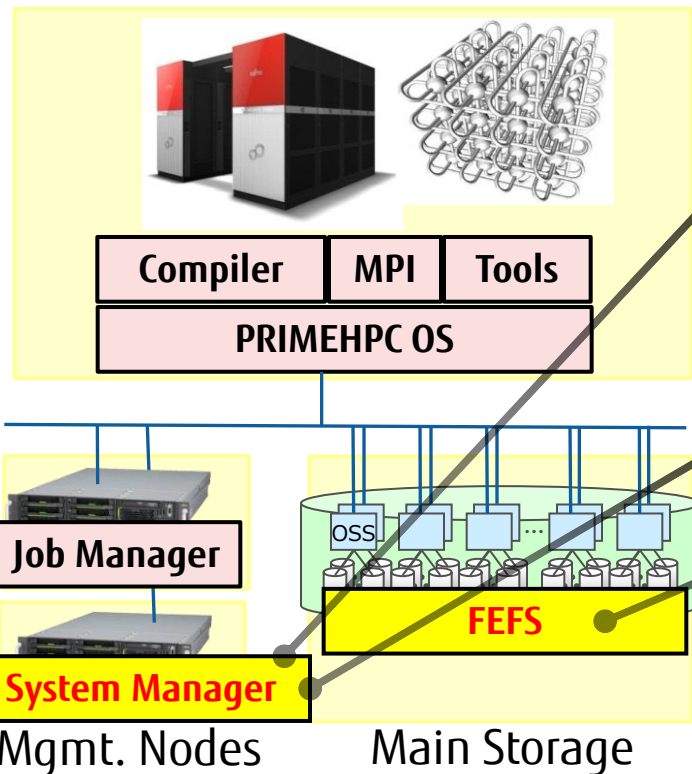 Compiler MPI Tools
PRIMEHPC OS
OSS ...
Job Manager
FEFS
System Manager
Mgmt. Nodes Main Storage